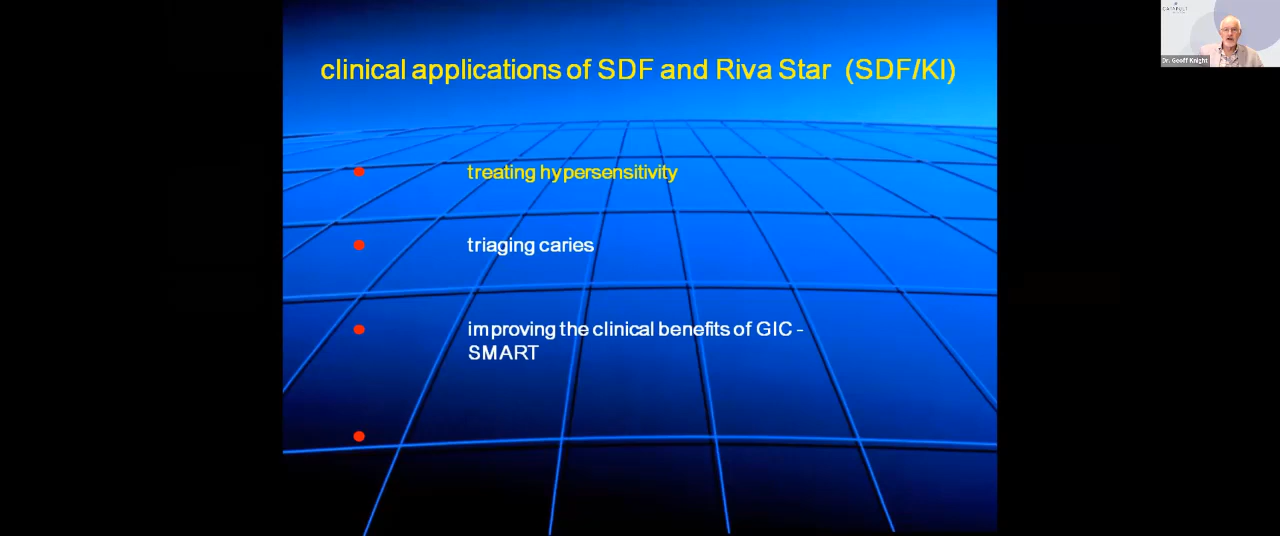 clinical applications of SDF and Riva Star (SDF/KI)
treating hypersensitivity
triaging caries
improving the clinical benefits of GIC -
SMART
CATAPULT
Dr. Geoff Knight